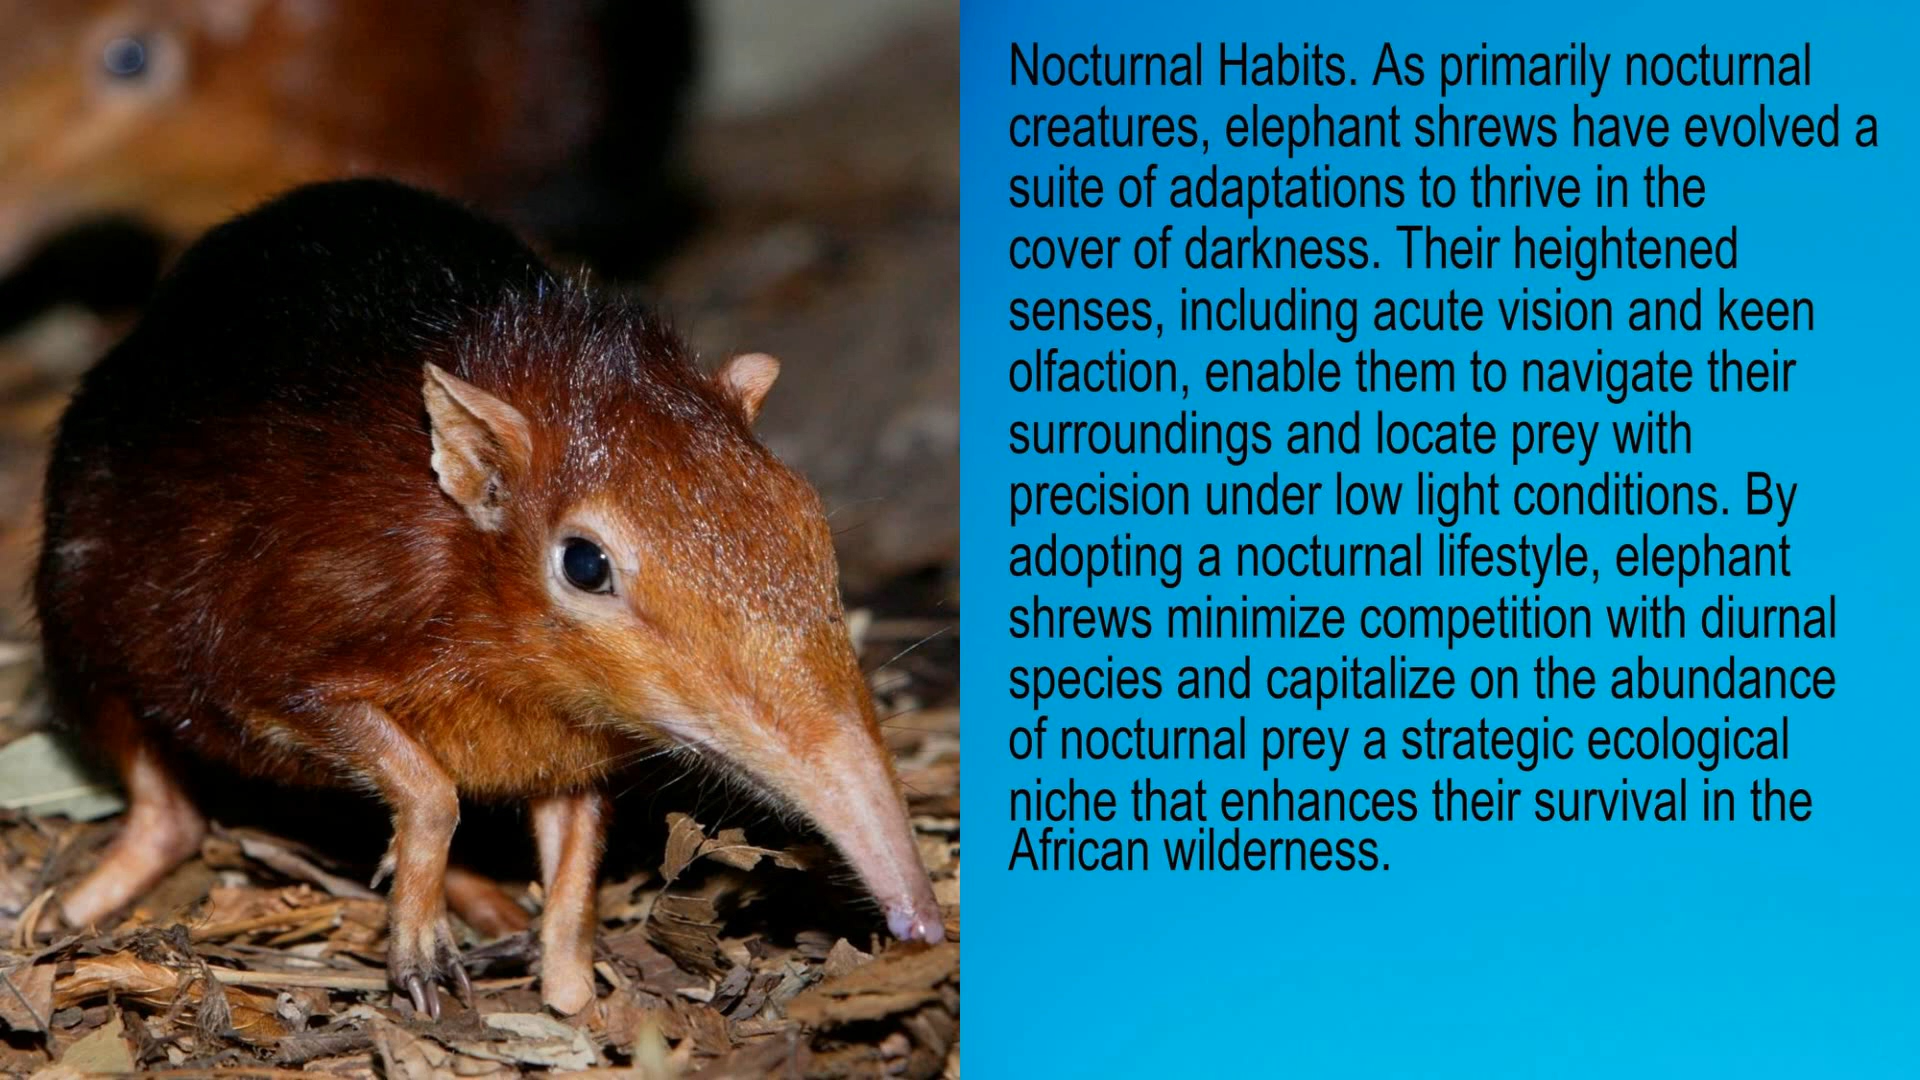 Nocturnal Habits. As primarily nocturnal
creatures, elephant shrews have evolved a
suite of adaptations to thrive in the
cover of darkness. Their heightened
senses, including acute vision and keen
olfaction, enable them to navigate their
surroundings and locate prey with
precision under low light conditions. By
adopting a nocturnal lifestyle, elephant
shrews minimize competition with diurnal
species and capitalize on the abundance
of nocturnal prey a strategic ecological
niche that enhances their survival in the
African wilderness.